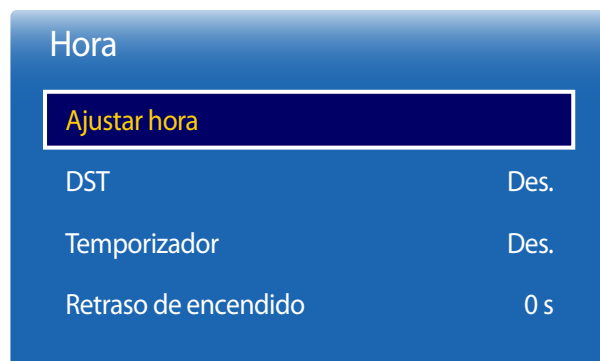 Hora
Ajustar hora
DST Des.
Temporizador Des.
Retraso de encendido 0 s